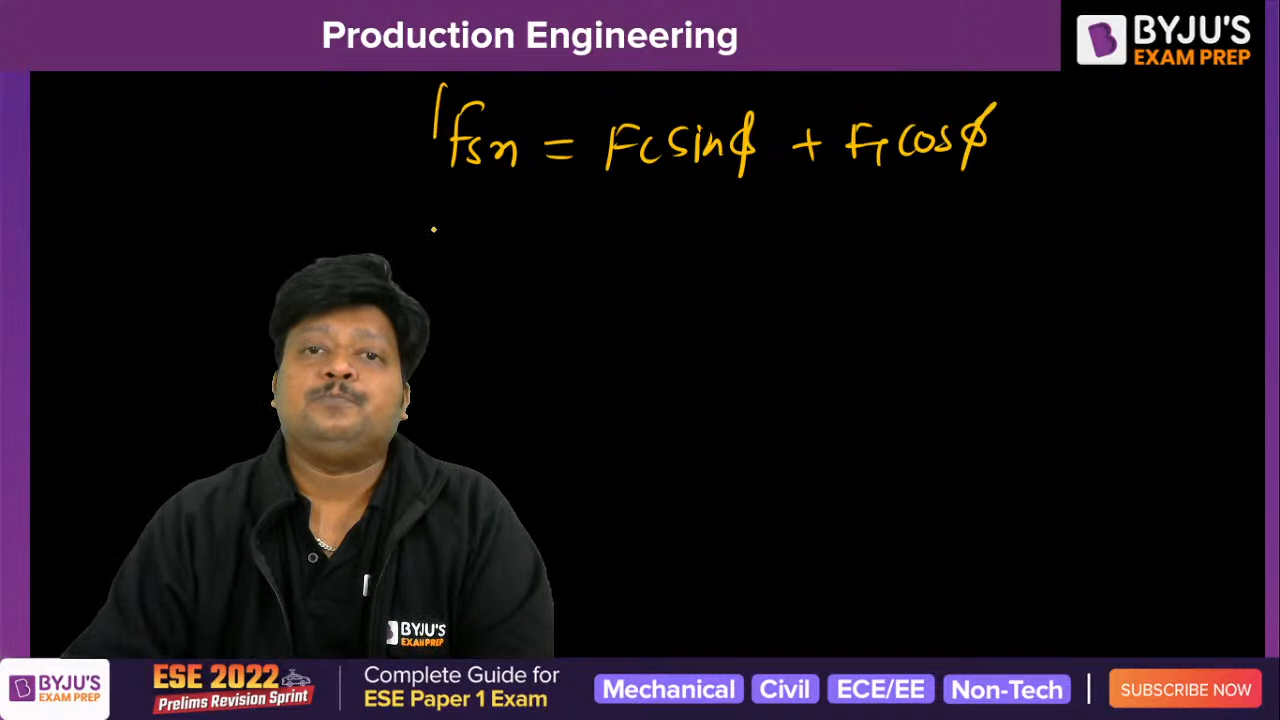 Production Engineering
BYJU'S
EXAM PREP
Fsn = Fc sinϕ + FT cosϕ
BYJU'S
EXAM PREP
BYJU'S
EXAM PREP
ESE 2022
Prelims Revision Sprint
Complete Guide for
ESE Paper 1 Exam
Mechanical
Civil
ECE/EE
Non-Tech
SUBSCRIBE NOW